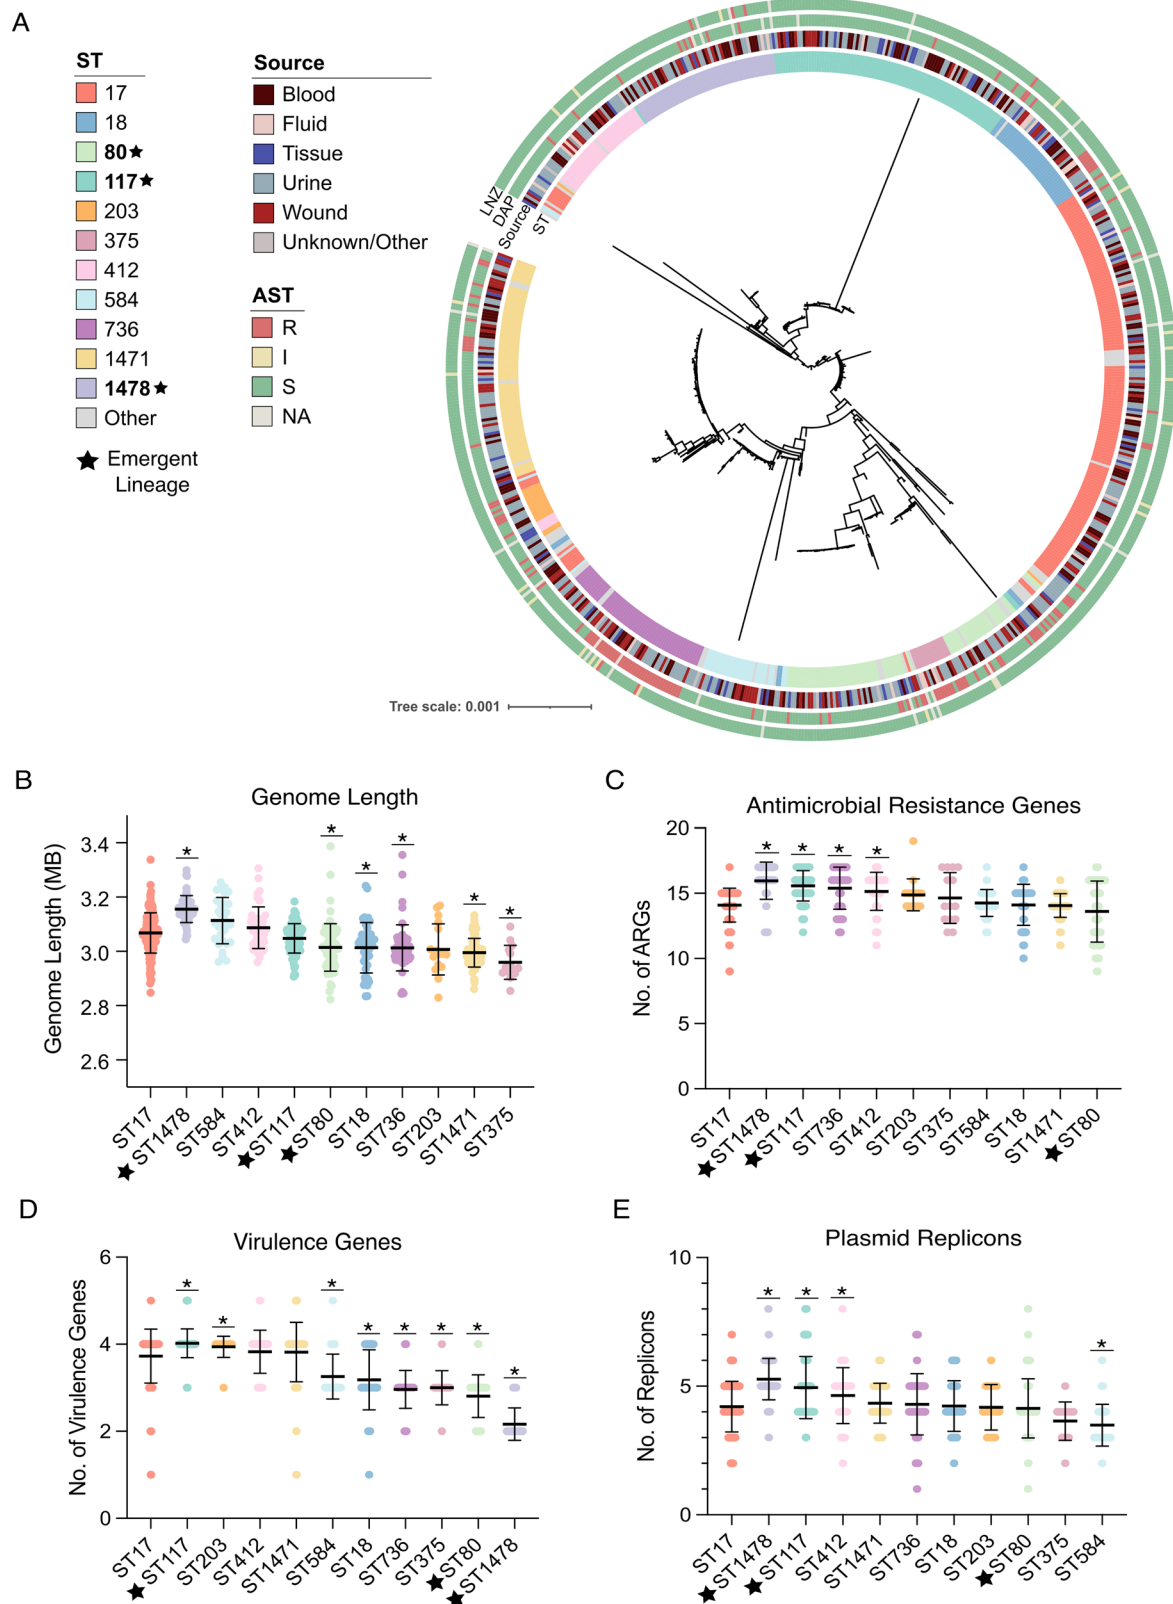 A
ST
17
18
80★
117★
203
375
412
584
736
1471
1478★
Other
★ Emergent
Lineage
Source
Blood
Fluid
Tissue
Urine
Wound
Unknown/Other
AST
R
I
S
NA
LNZ
DAP
Source
ST
Tree scale: 0.001
B
Genome Length
Genome Length (MB)
3.4
3.2
3.0
2.8
2.6
* * * * * *
ST17
★ST1478
ST584
ST412
★ST117
★ST80
ST18
ST736
ST203
ST1471
ST375
C
Antimicrobial Resistance Genes
No. of ARGs
20
15
10
5
0
* * * *
ST17
★ST1478
★ST117
ST736
ST412
ST203
ST375
ST584
ST18
ST1471
★ST80
D
Virulence Genes
No. of Virulence Genes
6
4
2
0
* * * * * * * *
ST17
★ST117
ST203
ST412
ST1471
ST584
ST18
ST736
ST375
★ST80
★ST1478
E
Plasmid Replicons
No. of Replicons
10
5
0
* * * *
ST17
★ST1478
★ST117
ST412
ST1471
ST736
ST18
ST203
★ST80
ST375
ST584